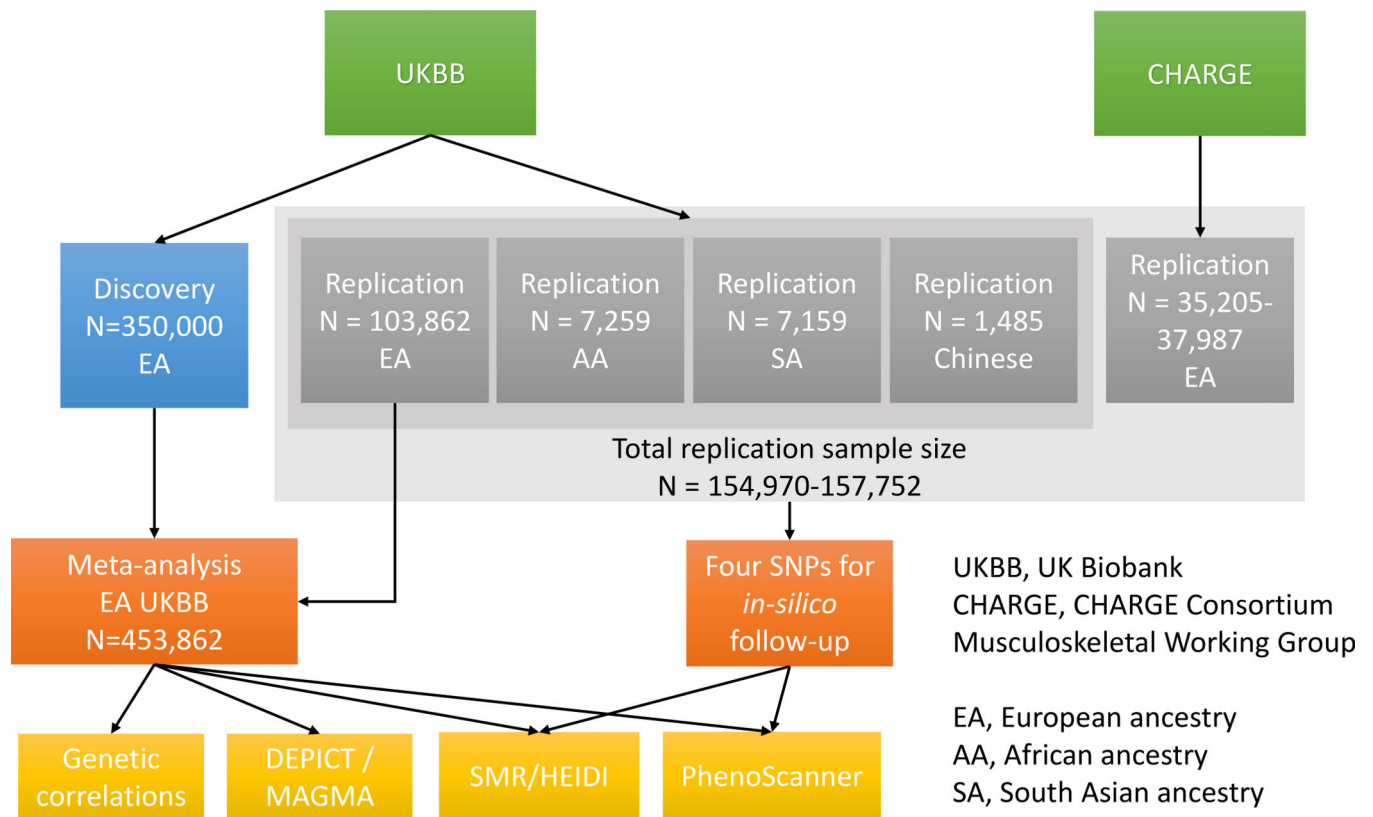 UKBB
CHARGE
Discovery
N=350,000
EA
Replication
N = 103,862
EA
Replication
N = 7,259
AA
Replication
N = 7,159
SA
Replication
N = 1,485
Chinese
Replication
N = 35,205-
37,987
EA
Total replication sample size
N = 154,970-157,752
Meta-analysis
EA UKBB
N=453,862
Four SNPs for
in-silico
follow-up
UKBB, UK Biobank
CHARGE, CHARGE Consortium
Musculoskeletal Working Group
EA, European ancestry
AA, African ancestry
SA, South Asian ancestry
Genetic
correlations
DEPICT /
MAGMA
SMR/HEIDI
PhenoScanner